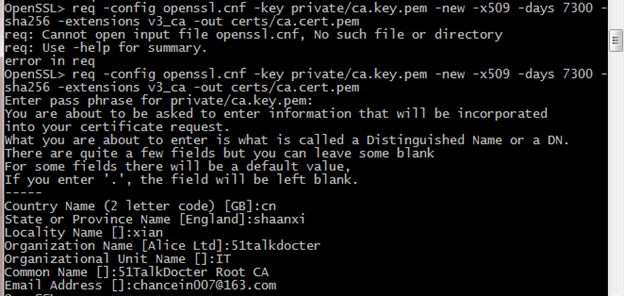 OpenSSL> req -config openssl.cnf -key private/ca.key.pem -new -x509 -days 7300 -
sha256 -extensions v3_ca -out certs/ca.cert.pem
req: Cannot open input file openssl.cnf, No such file or directory
req: Use -help for summary.
error in req
OpenSSL> req -config openssl.cnf -key private/ca.key.pem -new -x509 -days 7300 -
sha256 -extensions v3_ca -out certs/ca.cert.pem
Enter pass phrase for private/ca.key.pem:
You are about to be asked to enter information that will be incorporated
into your certificate request.
What you are about to enter is what is called a Distinguished Name or a DN.
There are quite a few fields but you can leave some blank
For some fields there will be a default value,
If you enter '.', the field will be left blank.
-----
Country Name (2 letter code) [GB]:cn
State or Province Name [England]:shaanxi
Locality Name []:xian
Organization Name [Alice Ltd]:51talkdocter
Organizational Unit Name []:IT
Common Name []:51TalkDocter Root CA
Email Address []:chancein007@163.com